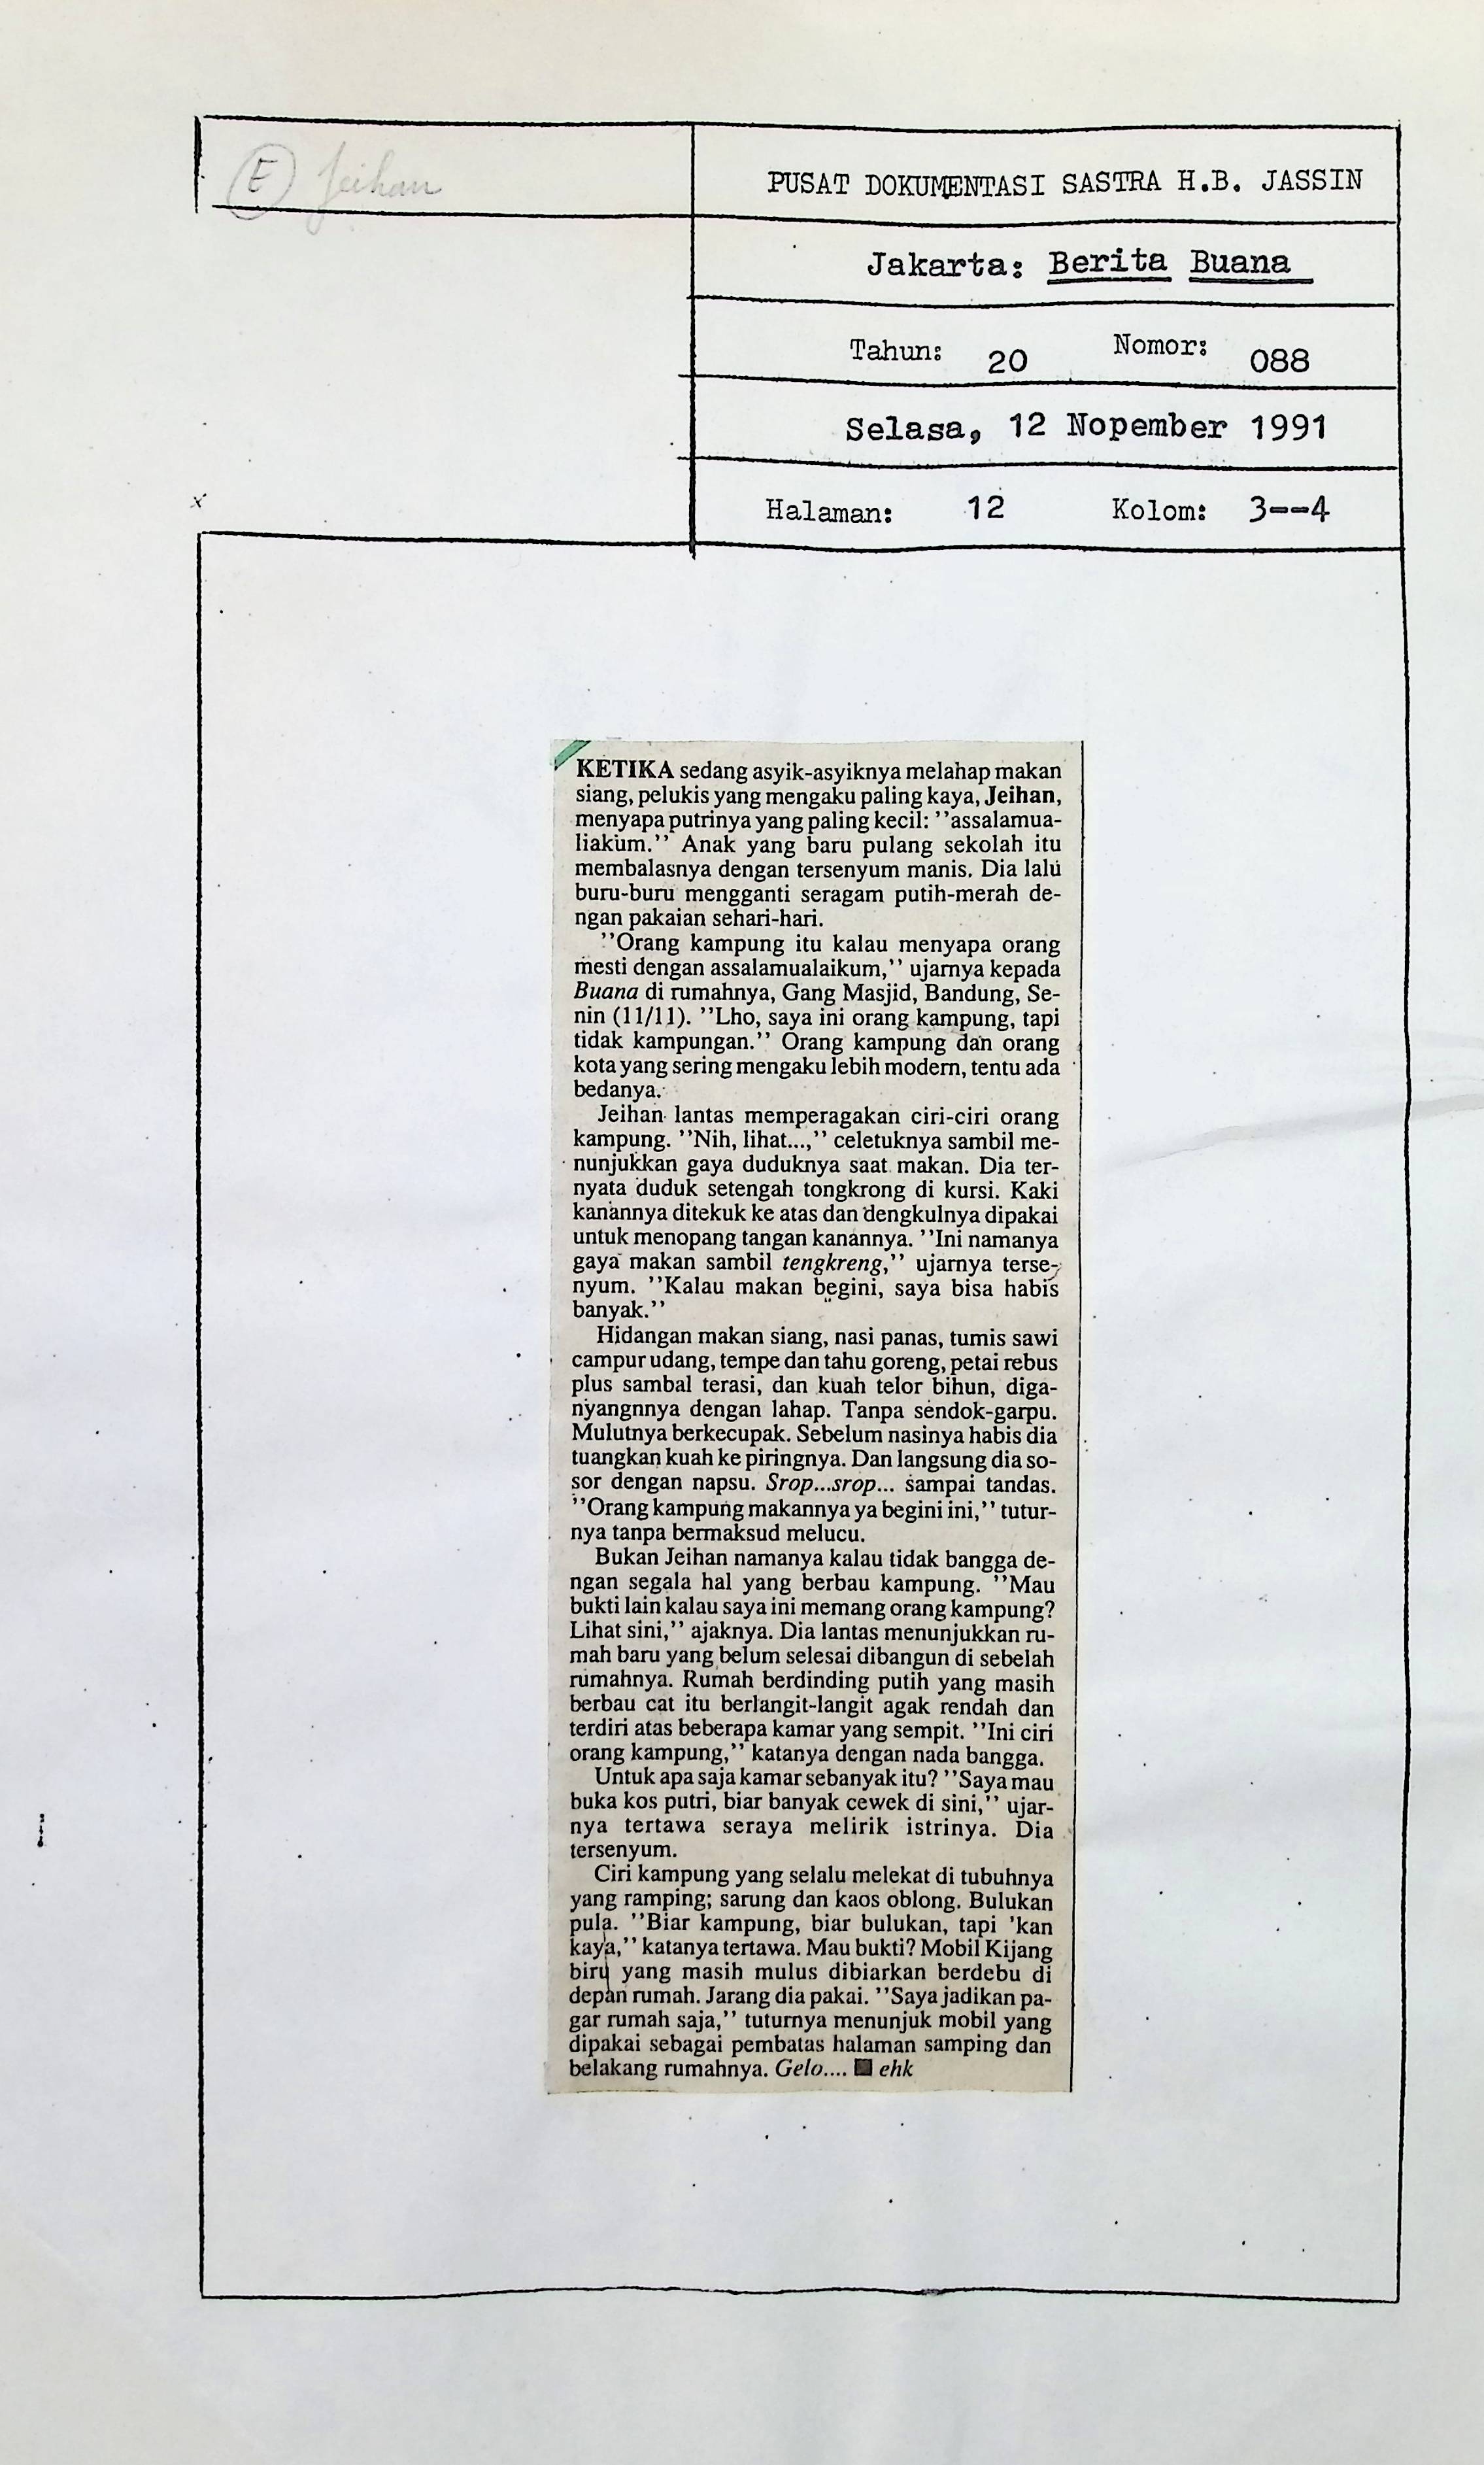 E Jeihan
PUSAT DOKUMENTASI SASTRA H.B. JASSIN
Jakarta: Berita Buana
Tahun: 20 Nomor: 088
Selasa, 12 Nopember 1991
Halaman: 12 Kolom: 3--4
KETIKA sedang asyik-asyiknya melahap makan
siang, pelukis yang mengaku paling kaya, Jeihan,
menyapa putrinya yang paling kecil: ''assalamua-
liakum.'' Anak yang baru pulang sekolah itu
membalasnya dengan tersenyum manis. Dia lalu
buru-buru mengganti seragam putih-merah de-
ngan pakaian sehari-hari.
''Orang kampung itu kalau menyapa orang
mesti dengan assalamualaikum,'' ujarnya kepada
Buana di rumahnya, Gang Masjid, Bandung, Se-
nin (11/11). ''Lho, saya ini orang kampung, tapi
tidak kampungan.'' Orang kampung dan orang
kota yang sering mengaku lebih modern, tentu ada
bedanya.
Jeihan lantas memperagakan ciri-ciri orang
kampung. ''Nih, lihat...,'' celetuknya sambil me-
nunjukkan gaya duduknya saat makan. Dia ter-
nyata duduk setengah tongkrong di kursi. Kaki
kanannya ditekuk ke atas dan dengkulnya dipakai
untuk menopang tangan kanannya. ''Ini namanya
gaya makan sambil tengkreng,'' ujarnya terse-
nyum. ''Kalau makan begini, saya bisa habis
banyak.''
Hidangan makan siang, nasi panas, tumis sawi
campur udang, tempe dan tahu goreng, petai rebus
plus sambal terasi, dan kuah telor bihun, diga-
nyangnnya dengan lahap. Tanpa sendok-garpu.
Mulutnya berkecupak. Sebelum nasinya habis dia
tuangkan kuah ke piringnya. Dan langsung dia so-
sor dengan napsu. Srop...srop... sampai tandas.
''Orang kampung makannya ya begini ini,'' tutur-
nya tanpa bermaksud melucu.
Bukan Jeihan namanya kalau tidak bangga de-
ngan segala hal yang berbau kampung. ''Mau
bukti lain kalau saya ini memang orang kampung?
Lihat sini,'' ajaknya. Dia lantas menunjukkan ru-
mah baru yang belum selesai dibangun di sebelah
rumahnya. Rumah berdinding putih yang masih
berbau cat itu berlangit-langit agak rendah dan
terdiri atas beberapa kamar yang sempit. ''Ini ciri
orang kampung,'' katanya dengan nada bangga.
Untuk apa saja kamar sebanyak itu? ''Saya mau
buka kos putri, biar banyak cewek di sini,'' ujar-
nya tertawa seraya melirik istrinya. Dia
tersenyum.
Ciri kampung yang selalu melekat di tubuhnya
yang ramping; sarung dan kaos oblong. Bulukan
pula. ''Biar kampung, biar bulukan, tapi 'kan
kaya,'' katanya tertawa. Mau bukti? Mobil Kijang
biru yang masih mulus dibiarkan berdebu di
depan rumah. Jarang dia pakai. ''Saya jadikan pa-
gar rumah saja,'' tuturnya menunjuk mobil yang
dipakai sebagai pembatas halaman samping dan
belakang rumahnya. Gelo.... ■ ehk